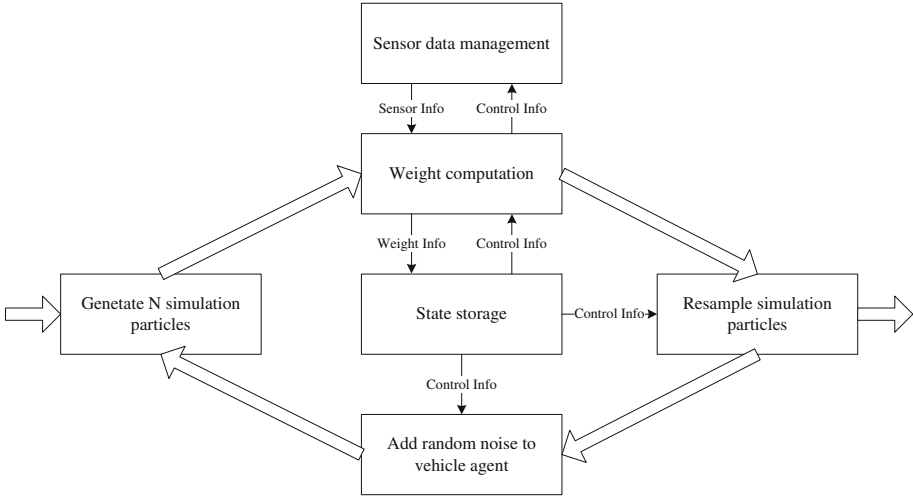 Sensor data management
Sensor Info
Control Info
Weight computation
Weight Info
Control Info
Genetate N simulation
particles
State storage
Control Info
Resample simulation
particles
Control Info
Add random noise to
vehicle agent